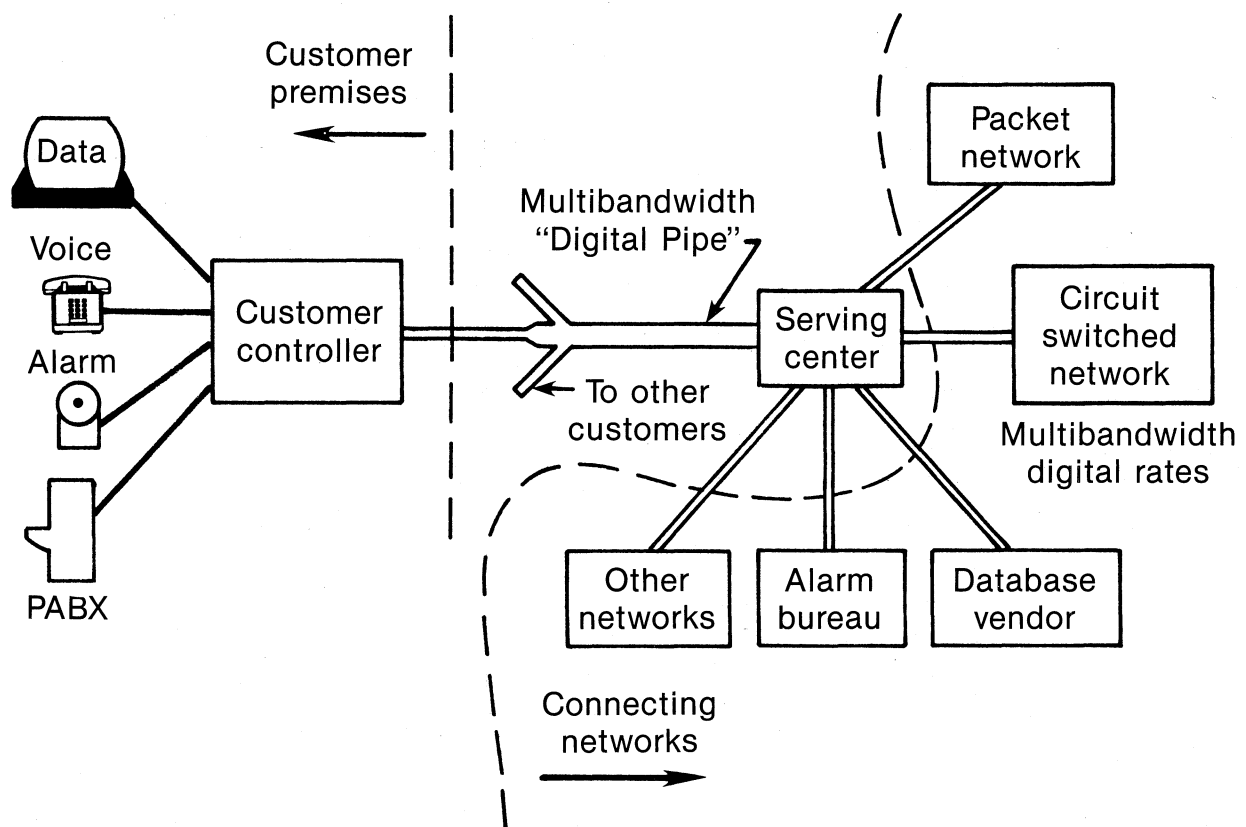 Customer
premises
Data
Voice
Alarm
PABX
Customer
controller
Multibandwidth
“Digital Pipe”
To other
customers
Serving
center
Packet
network
Circuit
switched
network
Multibandwidth
digital rates
Other
networks
Alarm
bureau
Database
vendor
Connecting
networks